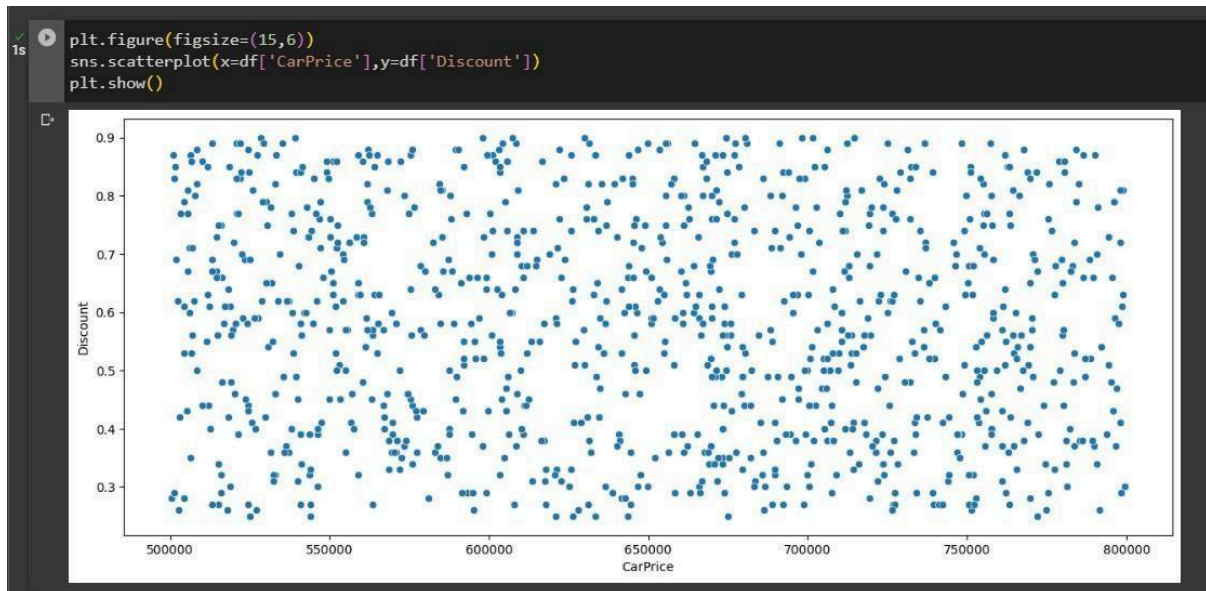 1s
plt.figure(figsize=(15,6))
sns.scatterplot(x=df['CarPrice'],y=df['Discount'])
plt.show()
0.9
0.8
0.7
0.6
0.5
0.4
0.3
Discount
500000 550000 600000 650000 700000 750000 800000
CarPrice